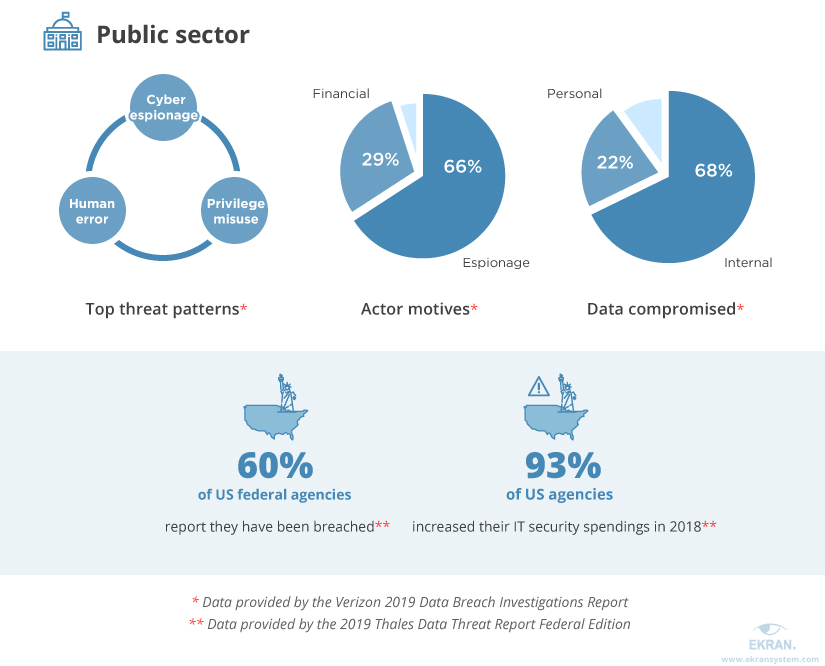 Public sector
Cyber
espionage
Human
error
Privilege
misuse
Top threat patterns*
Financial
29%
66%
Espionage
Actor motives*
Personal
22%
68%
Internal
Data compromised*
60%
of US federal agencies
report they have been breached**
93%
of US agencies
increased their IT security spendings in 2018**
* Data provided by the Verizon 2019 Data Breach Investigations Report
** Data provided by the 2019 Thales Data Threat Report Federal Edition
EKRAN.
www.ekransystem.com